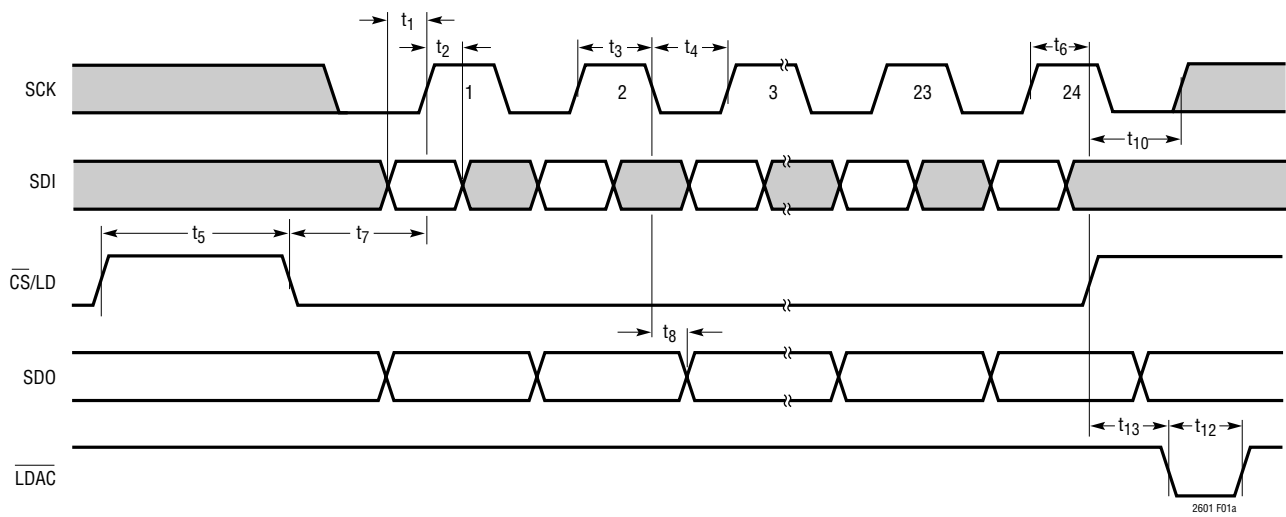 t1
t2
t3
t4
t6
SCK
1
2
3
23
24
t10
SDI
t5
t7
CS/LD
t8
SDO
t13
t12
LDAC
2601 F01a